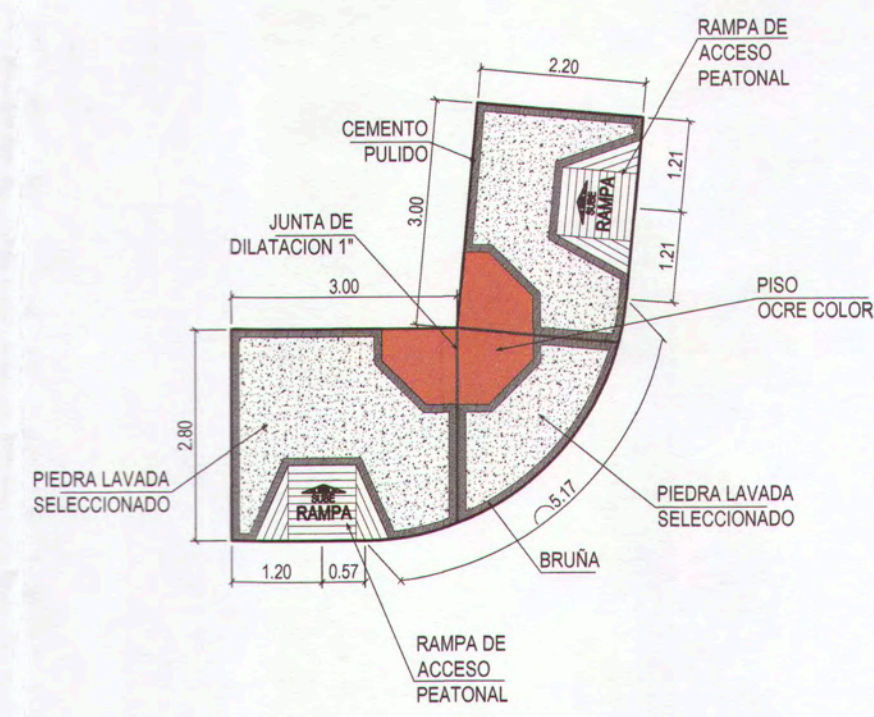 RAMPA DE
ACCESO
PEATONAL
2.20
CEMENTO
PULIDO
1.21
SUBE
RAMPA
3.00
JUNTA DE
DILATACION 1"
1.21
3.00
PISO
OCRE COLOR
2.80
PIEDRA LAVADA
SELECCIONADO
SUBE
RAMPA
5.17
PIEDRA LAVADA
SELECCIONADO
BRUÑA
1.20
0.57
RAMPA DE
ACCESO
PEATONAL